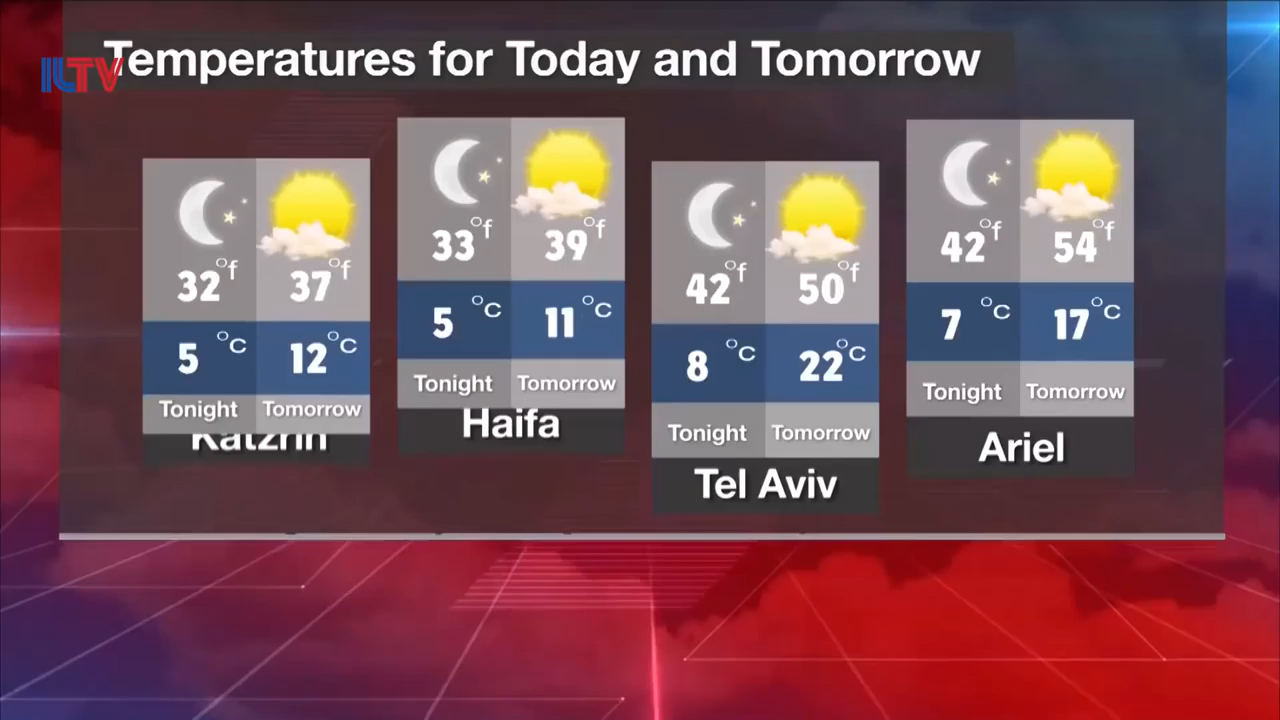 ILTV
Temperatures for Today and Tomorrow
32°f 37°f
5 °C 12°C
Tonight Tomorrow
Katzrin
33°f 39°f
5 °C 11 °C
Tonight Tomorrow
Haifa
42°f 50°f
8 °C 22°C
Tonight Tomorrow
Tel Aviv
42°f 54°f
7 °C 17°C
Tonight Tomorrow
Ariel